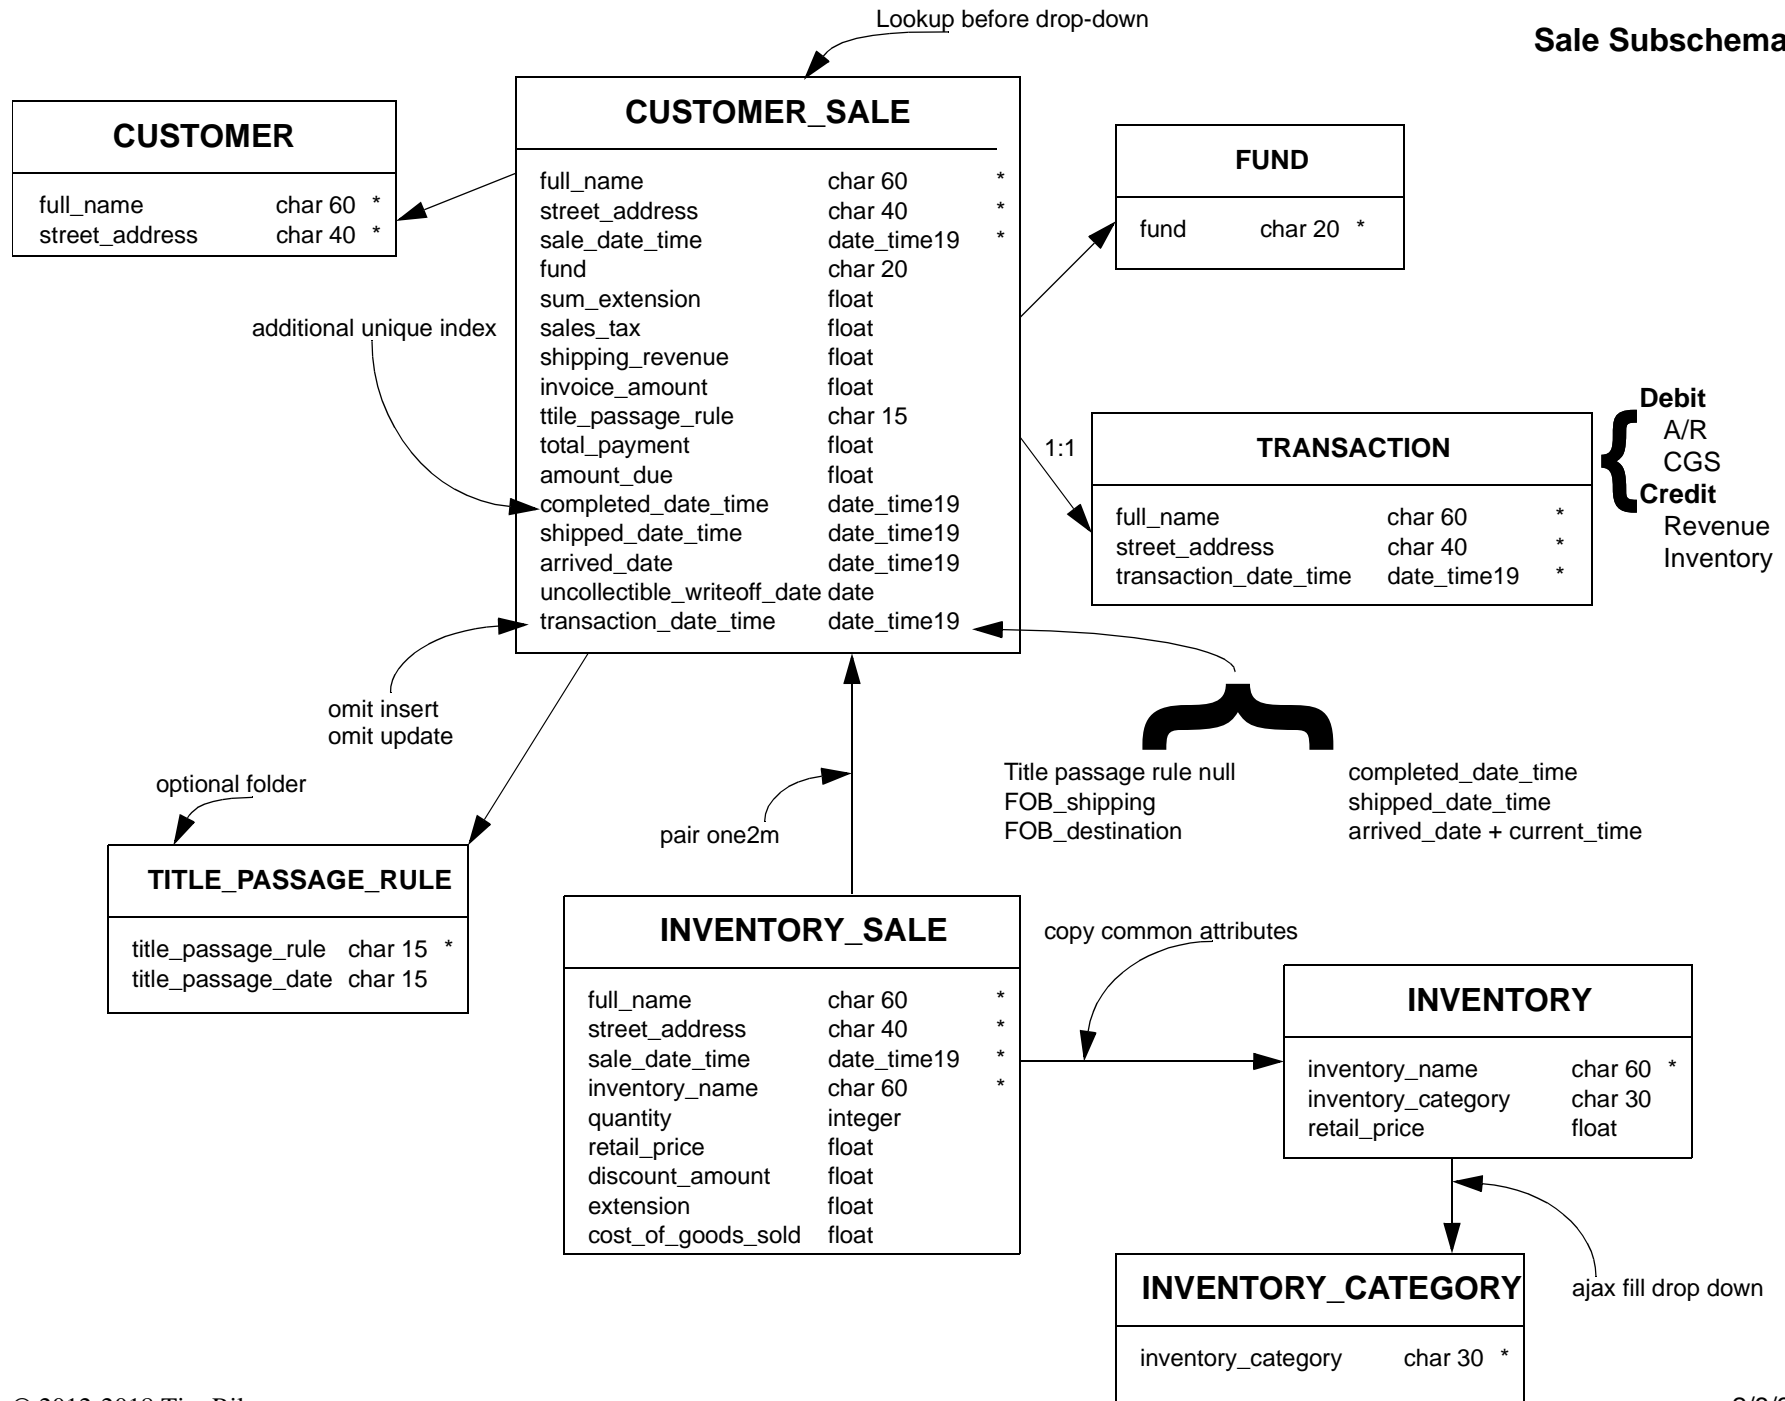 Lookup before drop-down
Sale Subschema
CUSTOMER
full_name char 60 *
street_address char 40 *
CUSTOMER_SALE
full_name char 60 *
street_address char 40 *
sale_date_time date_time19 *
fund char 20
sum_extension float
sales_tax float
shipping_revenue float
invoice_amount float
ttile_passage_rule char 15
total_payment float
amount_due float
completed_date_time date_time19
shipped_date_time date_time19
arrived_date date_time19
uncollectible_writeoff_date date
transaction_date_time date_time19
FUND
fund char 20 *
additional unique index
1:1
TRANSACTION
full_name char 60 *
street_address char 40 *
transaction_date_time date_time19 *
Debit
A/R
CGS
Credit
Revenue
Inventory
omit insert
omit update
optional folder
pair one2m
Title passage rule null completed_date_time
FOB_shipping shipped_date_time
FOB_destination arrived_date + current_time
TITLE_PASSAGE_RULE
title_passage_rule char 15 *
title_passage_date char 15
INVENTORY_SALE
full_name char 60 *
street_address char 40 *
sale_date_time date_time19 *
inventory_name char 60 *
quantity integer
retail_price float
discount_amount float
extension float
cost_of_goods_sold float
copy common attributes
INVENTORY
inventory_name char 60 *
inventory_category char 30
retail_price float
ajax fill drop down
INVENTORY_CATEGORY
inventory_category char 30 *